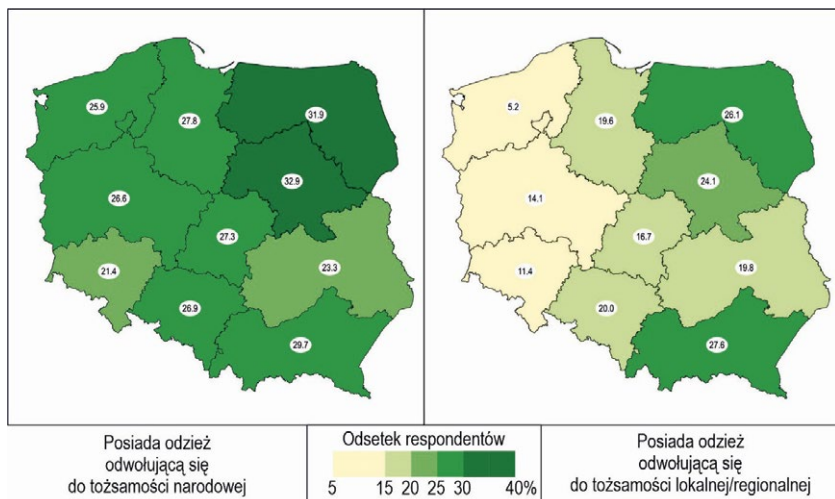 25.9
27.8
31.9
26.6
32.9
27.3
21.4
23.3
26.9
29.7
5.2
19.6
26.1
14.1
24.1
16.7
11.4
19.8
20.0
27.6
Posiada odzież
odwołującą się
do tożsamości narodowej
Odsetek respondentów
5 15 20 25 30 40%
Posiada odzież
odwołującą się
do tożsamości lokalnej/regionalnej